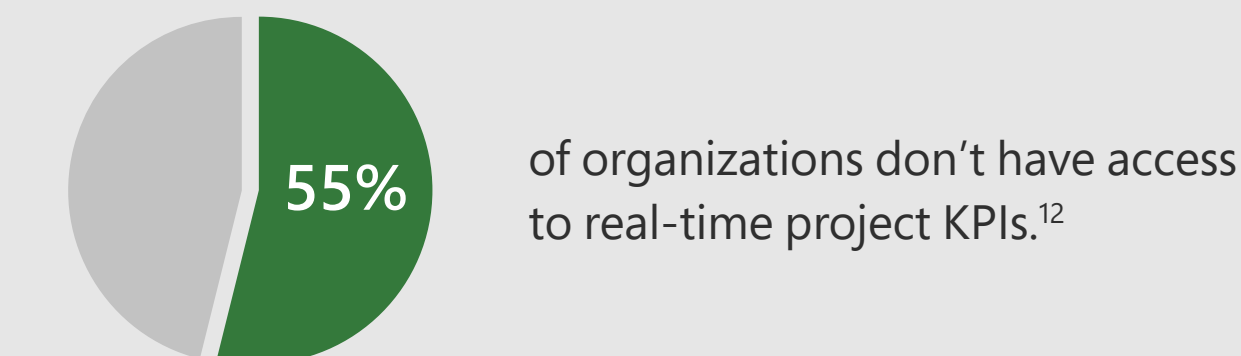 55%
of organizations don’t have access
to real-time project KPIs.¹²